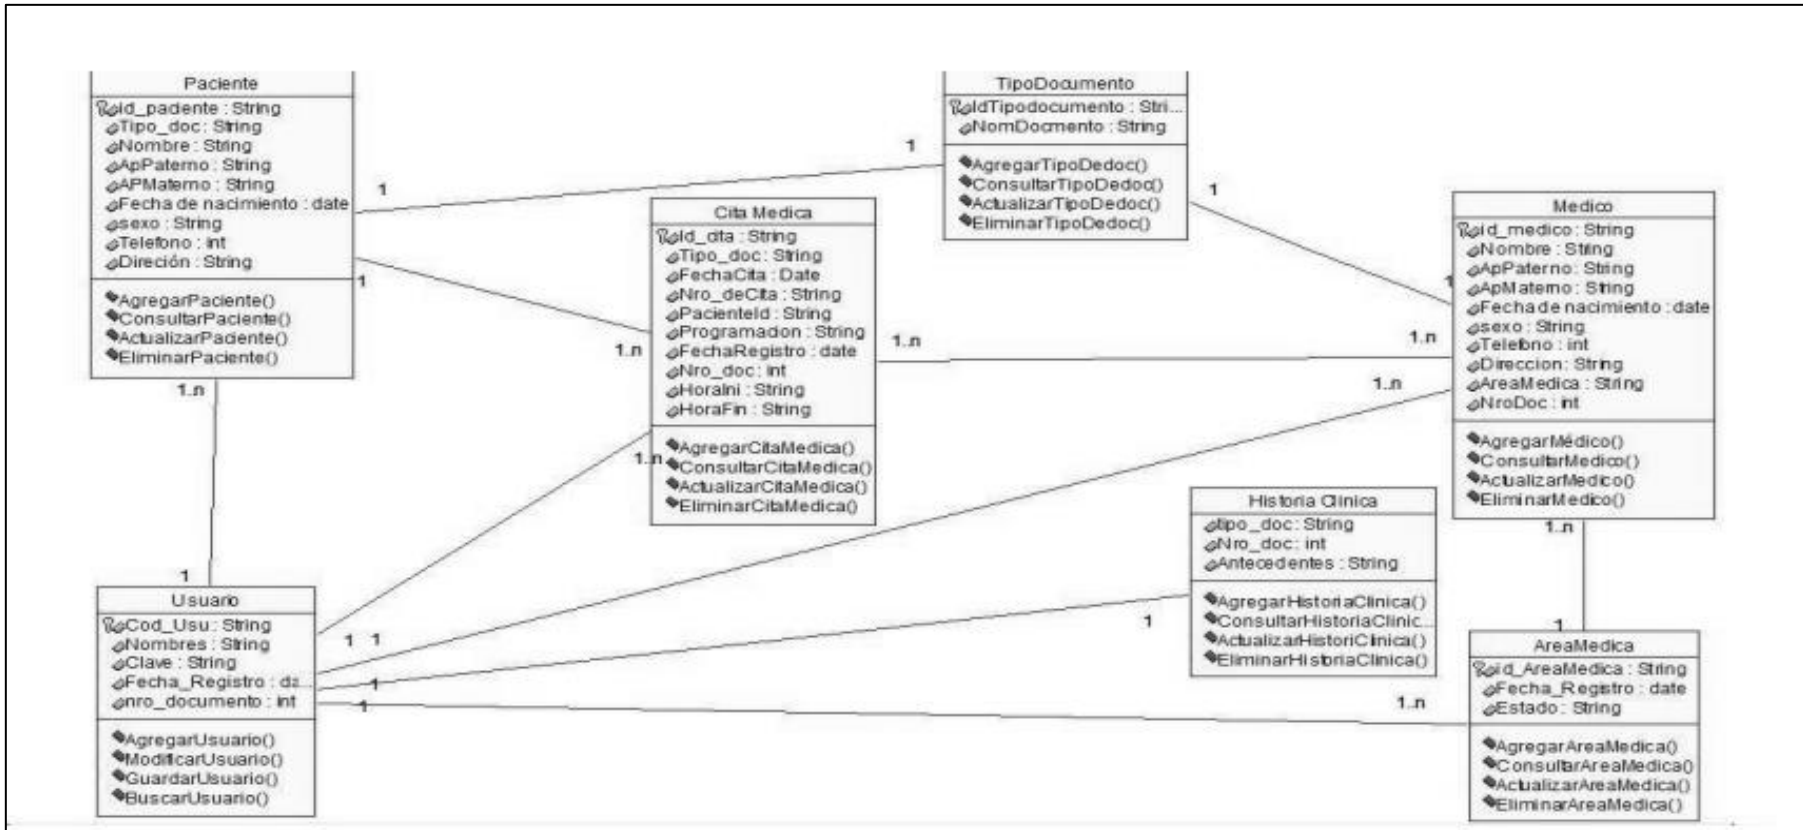 Paciente
id_paciente : String
Tipo_doc : String
Nombre : String
ApPaterno : String
APMaterno : String
Fecha de nacimiento : date
sexo : String
Telefono : int
Direción : String
AgregarPaciente()
ConsultarPaciente()
ActualizarPaciente()
EliminarPaciente()
1
1
1
1..n
1..n
1
TipoDocumento
IdTipodocumento : Stri...
NomDocmento : String
AgregarTipoDedoc()
ConsultarTipoDedoc()
ActualizarTipoDedoc()
EliminarTipoDedoc()
1
1
Cita Medica
Id_cita : String
Tipo_doc : String
FechaCita : Date
Nro_deCita : String
PacienteId : String
Programacion : String
FechaRegistro : date
Nro_doc : int
HoraIni : String
HoraFin : String
AgregarCitaMedica()
ConsultarCitaMedica()
ActualizarCitaMedica()
EliminarCitaMedica()
1..n
1..n
1..n
1..n
Medico
id_medico : String
Nombre : String
ApPaterno : String
ApMaterno : String
Fecha de nacimiento : date
sexo : String
Telefono : int
Direccion : String
AreaMedica : String
NroDoc : int
AgregarMédico()
ConsultarMedico()
ActualizarMedico()
EliminarMedico()
1..n
1
Historia Clinica
tipo_doc : String
Nro_doc : int
Antecedentes : String
AgregarHistoriaClinica()
ConsultarHistoriaClinic...
ActualizarHistoriClinica()
EliminarHistoriaClinica()
1
Usuario
Cod_Usu : String
Nombres : String
Clave : String
Fecha_Registro : da...
nro_documento : int
AgregarUsuario()
ModificarUsuario()
GuardarUsuario()
BuscarUsuario()
1 1
1
1
1..n
AreaMedica
id_AreaMedica : String
Fecha_Registro : date
Estado : String
AgregarAreaMedica()
ConsultarAreaMedica()
ActualizarAreaMedica()
EliminarAreaMedica()